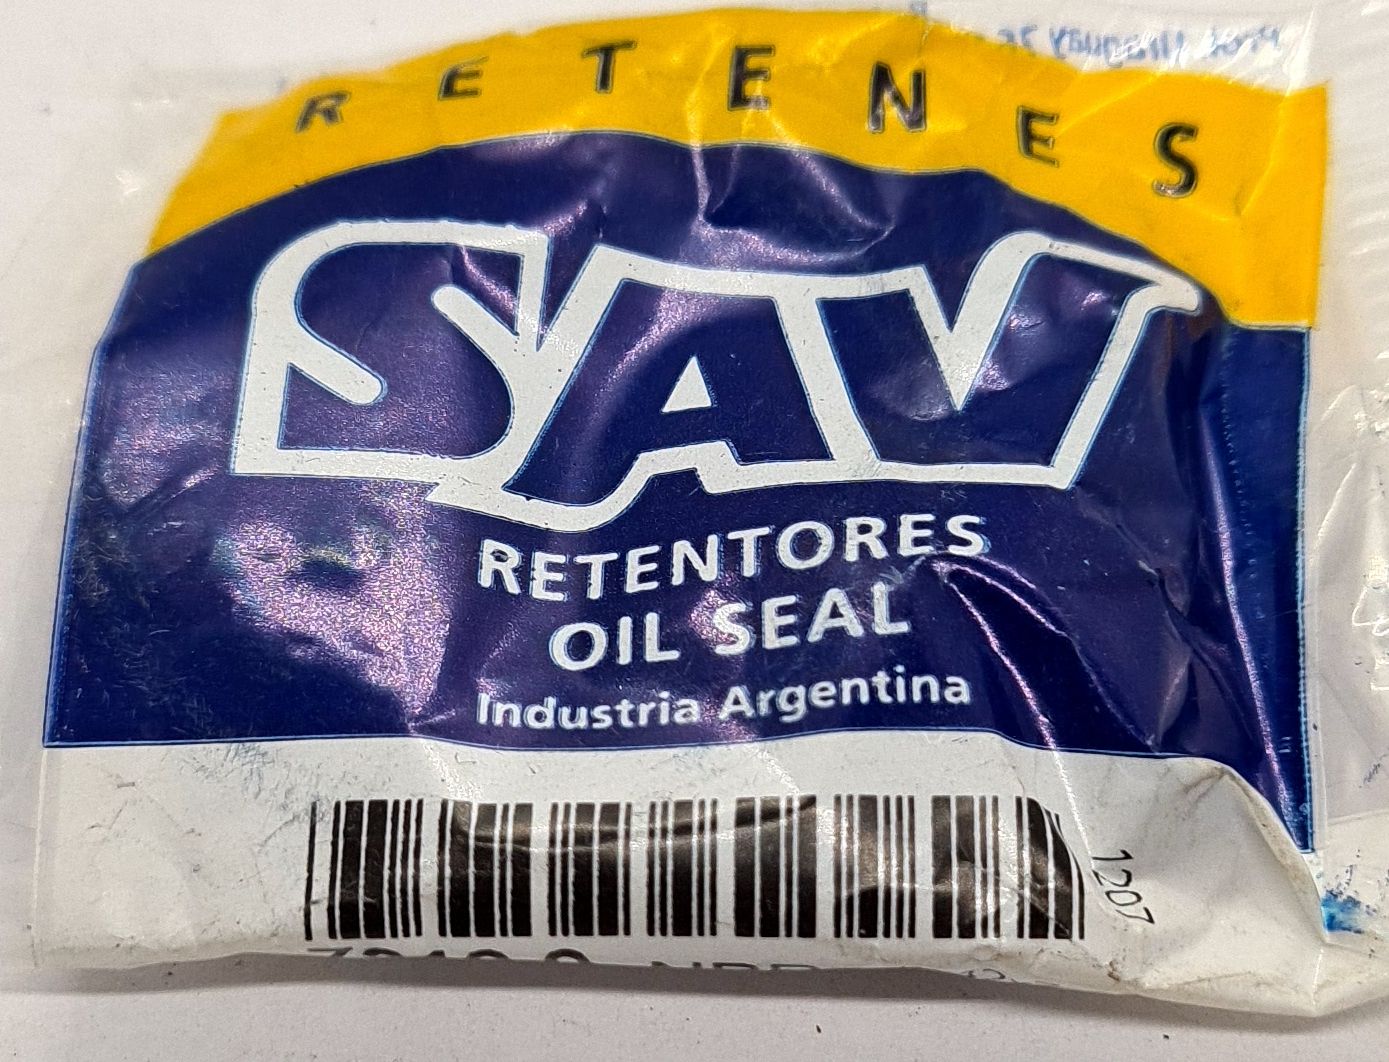 RETENES
SAV
RETENTORES
OIL SEAL
Industria Argentina
1207